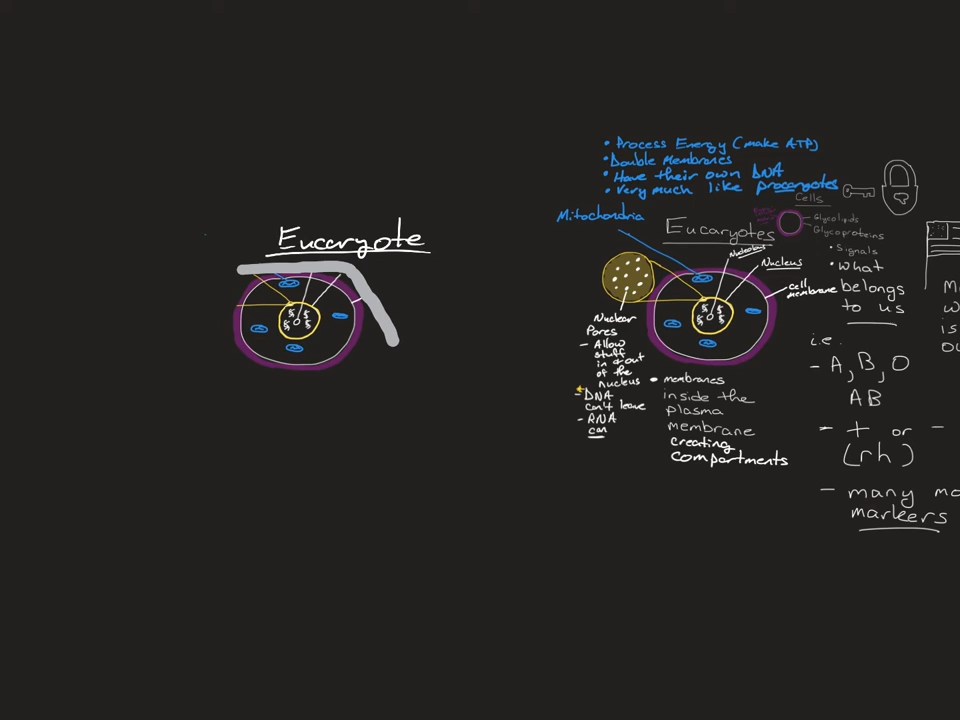 Eucaryote
• Process Energy (make ATP)
• Double Membranes
• Have their own DNA
• Very much like procaryotes
Mitochondria
Eucaryotes
Nucleolus
Nucleus
cell
membrane
Nuclear
Pores
- Allow
stuff
in & out
of the
nucleus
- DNA
can't leave
- RNA
can
• membranes
inside the
plasma
membrane
creating
compartments
Cells
Glycolipids
Glycoproteins
• Signals
• What
belongs
to us
i.e.
- A, B, O
AB
- + or -
(rh)
- many
markers